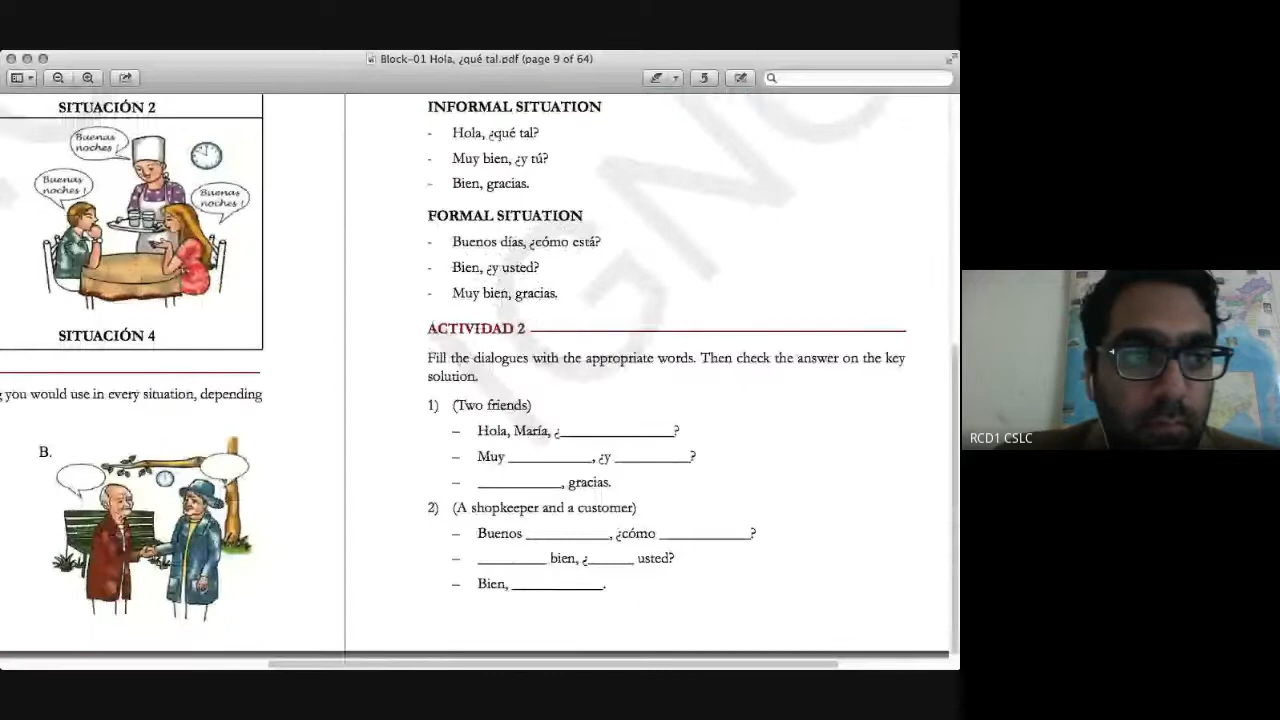 Block-01 Hola, ¿qué tal.pdf (page 9 of 64)
SITUACIÓN 2
Buenas
noches !
Buenas
noches !
Buenas
noches !
SITUACIÓN 4
g you would use in every situation, depending
B.
INFORMAL SITUATION
- Hola, ¿qué tal?
- Muy bien, ¿y tú?
- Bien, gracias.
FORMAL SITUATION
- Buenos días, ¿cómo está?
- Bien, ¿y usted?
- Muy bien, gracias.
ACTIVIDAD 2
Fill the dialogues with the appropriate words. Then check the answer on the key
solution.
1) (Two friends)
– Hola, María, ¿_______________?
– Muy ___________, ¿y __________?
– ___________, gracias.
2) (A shopkeeper and a customer)
– Buenos ___________, ¿cómo ____________?
– _________ bien, ¿______ usted?
– Bien, ____________.
RCD1 CSLC